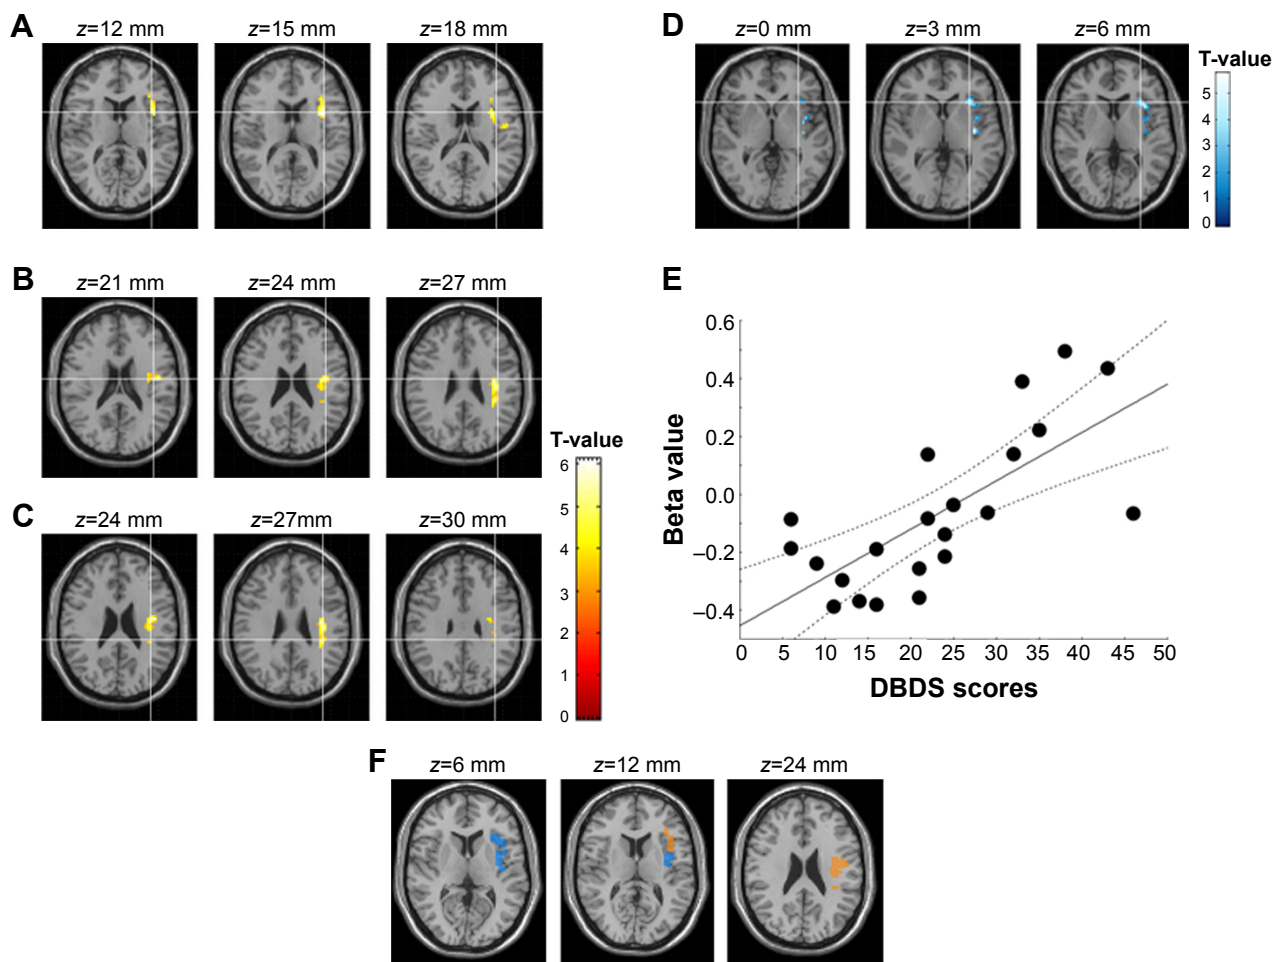 A
z=12 mm z=15 mm z=18 mm
D
z=0 mm z=3 mm z=6 mm
T-value
5
4
3
2
1
0
B
z=21 mm z=24 mm z=27 mm
C
z=24 mm z=27mm z=30 mm
T-value
6
5
4
3
2
1
0
E
0.6
0.4
0.2
0.0
–0.2
–0.4
Beta value
0 5 10 15 20 25 30 35 40 45 50
DBDS scores
F
z=6 mm z=12 mm z=24 mm